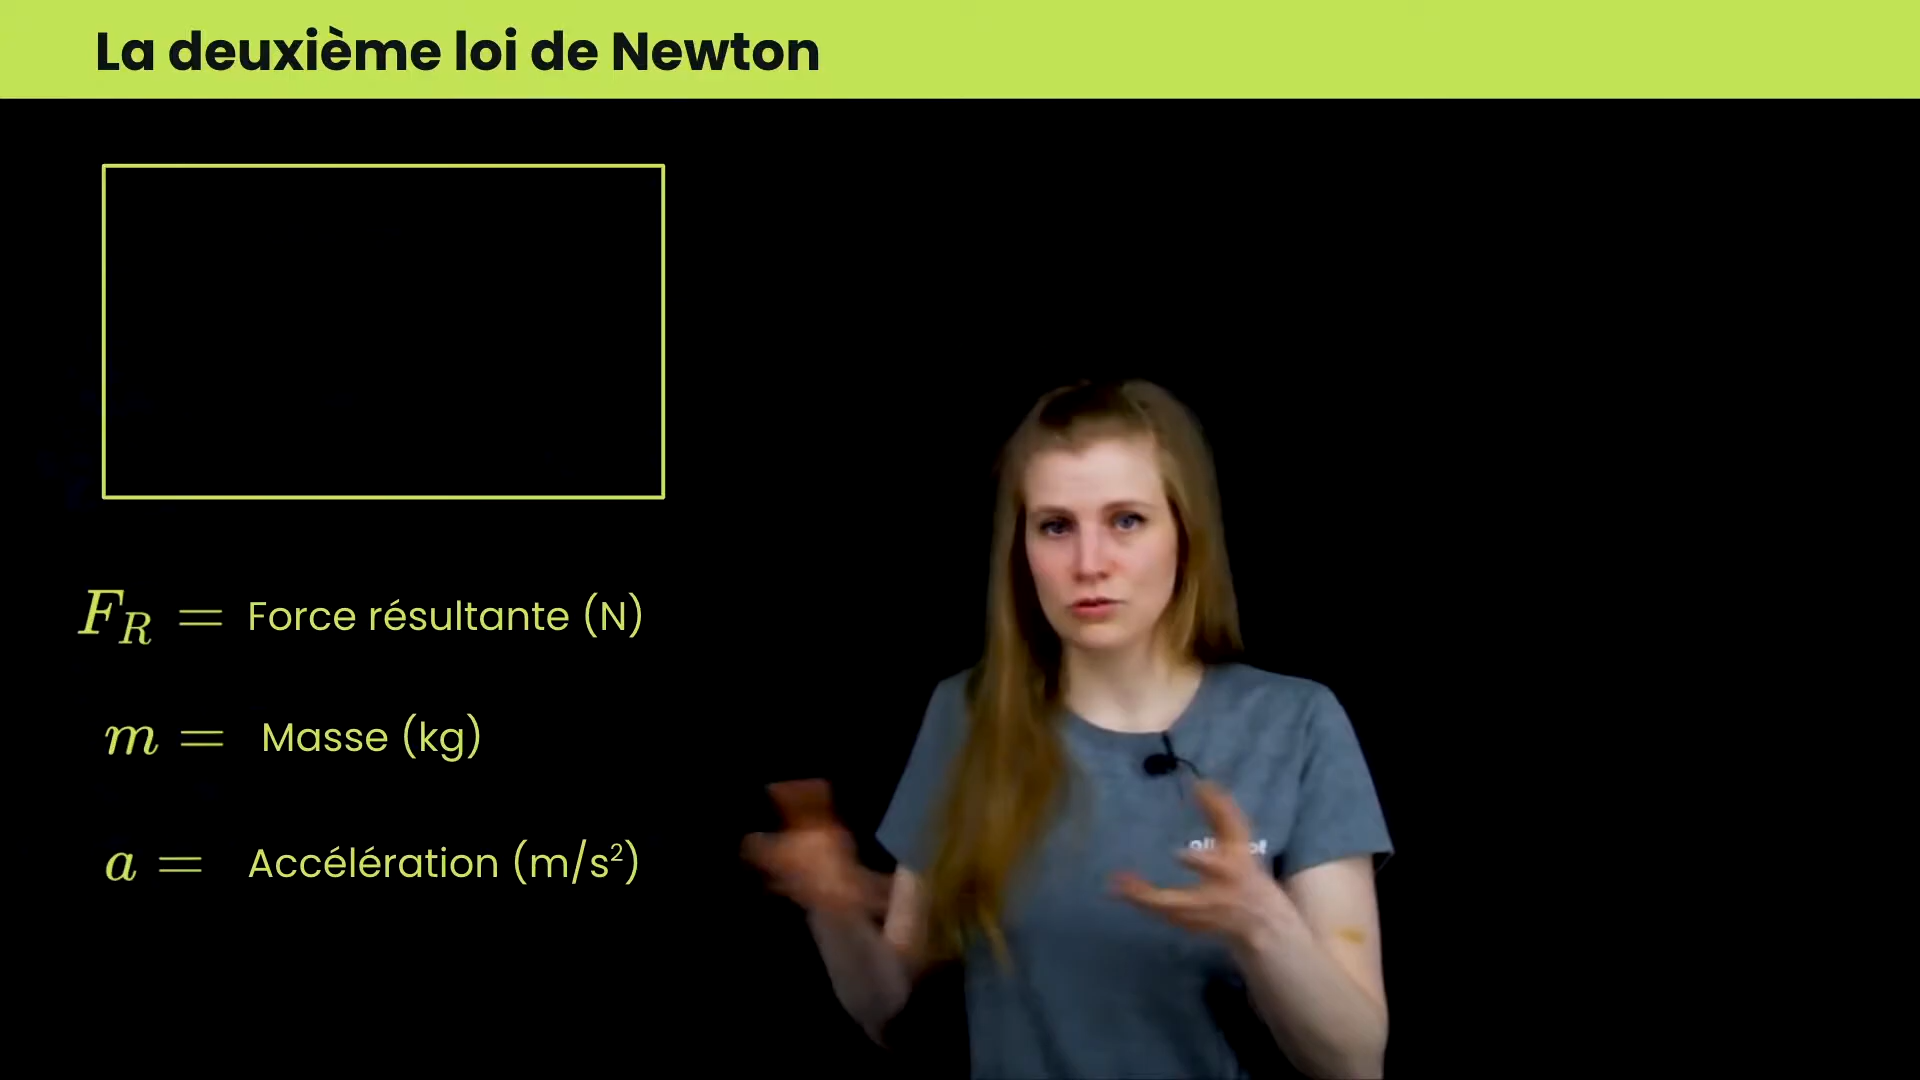 La deuxième loi de Newton
F_R = Force résultante (N)
m = Masse (kg)
a = Accélération (m/s²)